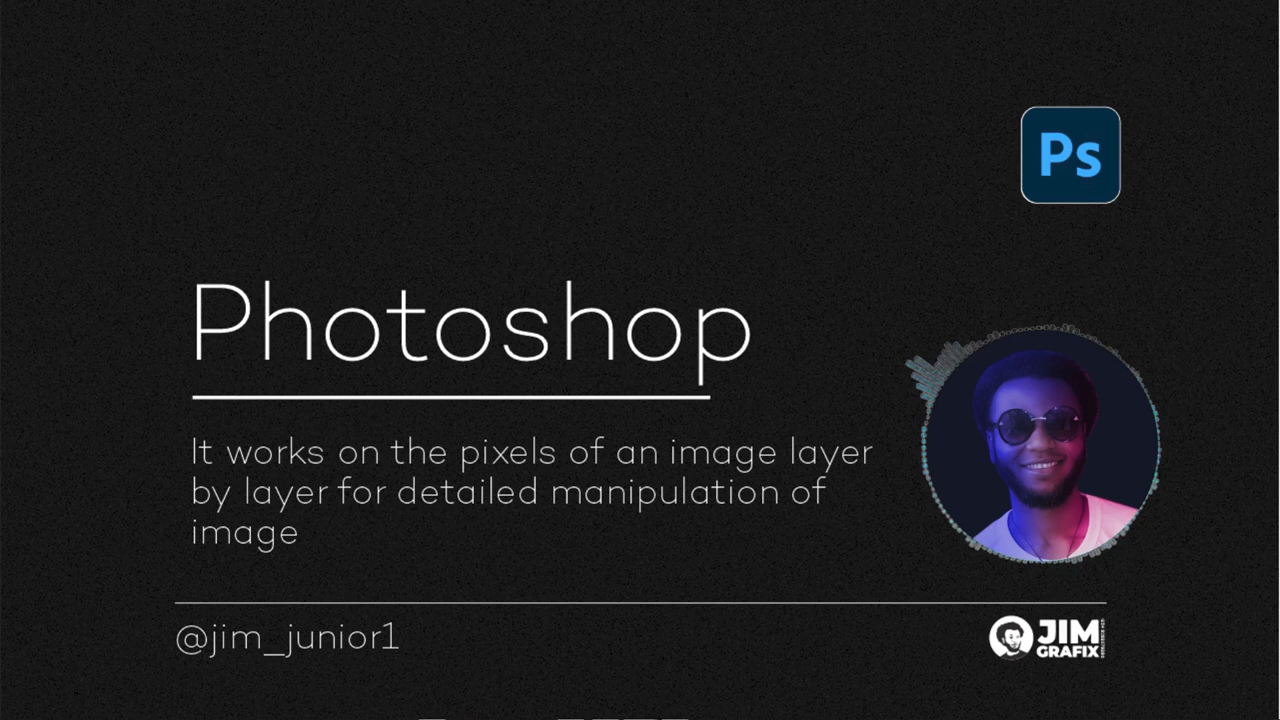 Ps
Photoshop
It works on the pixels of an image layer
by layer for detailed manipulation of
image
@jim_junior1
JIM
GRAFIX